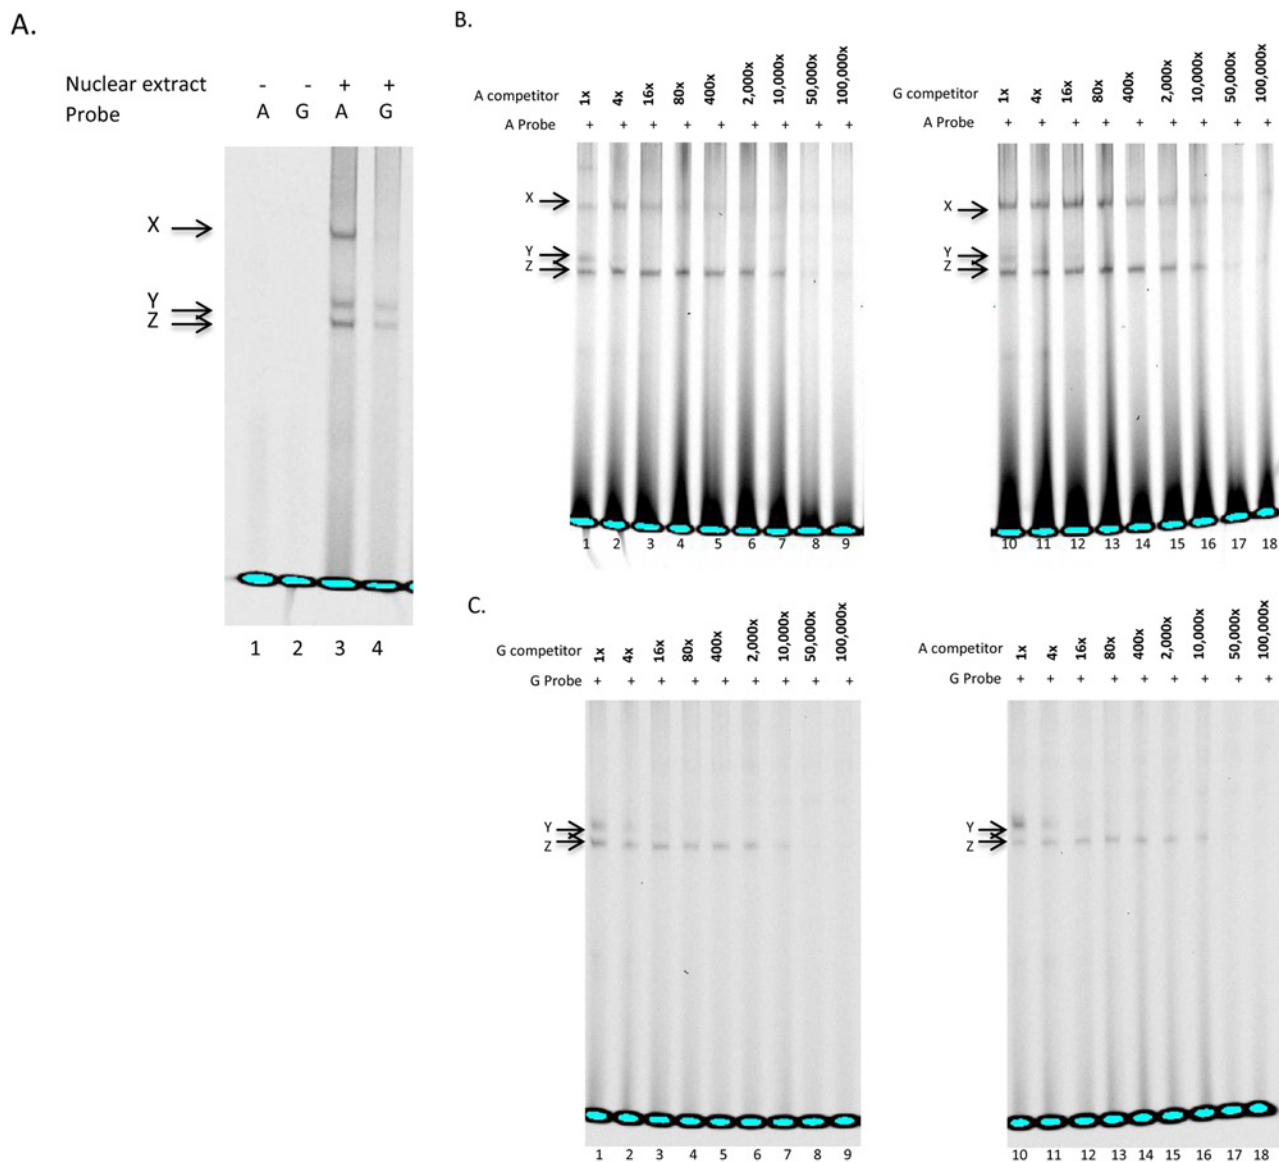 A.
Nuclear extract - - + +
Probe A G A G
X
Y
Z
1 2 3 4
B.
A competitor 1x 4x 16x 80x 400x 2,000x 10,000x 50,000x 100,000x
A Probe + + + + + + + + +
X
Y
Z
1 2 3 4 5 6 7 8 9
G competitor 1x 4x 16x 80x 400x 2,000x 10,000x 50,000x 100,000x
A Probe + + + + + + + + +
X
Y
Z
10 11 12 13 14 15 16 17 18
C.
G competitor 1x 4x 16x 80x 400x 2,000x 10,000x 50,000x 100,000x
G Probe + + + + + + + + +
Y
Z
1 2 3 4 5 6 7 8 9
A competitor 1x 4x 16x 80x 400x 2,000x 10,000x 50,000x 100,000x
G Probe + + + + + + + + +
Y
Z
10 11 12 13 14 15 16 17 18